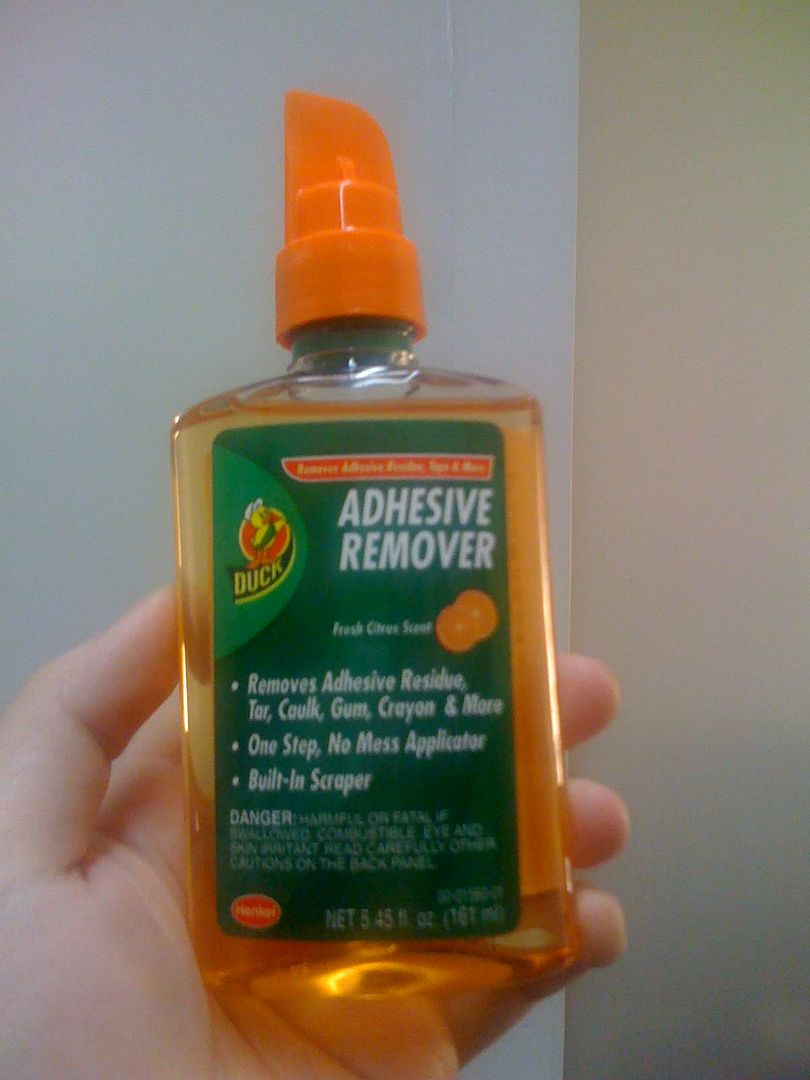 Removes Adhesive Residue, Tape & More
ADHESIVE
REMOVER
DUCK
Fresh Citrus Scent
• Removes Adhesive Residue,
Tar, Caulk, Gum, Crayon & More
• One Step, No Mess Applicator
• Built-In Scraper
DANGER: HARMFUL OR FATAL IF
SWALLOWED. COMBUSTIBLE. EYE AND
SKIN IRRITANT. READ CAREFULLY OTHER
CAUTIONS ON THE BACK PANEL.
Henkel
NET 5.45 fl. oz. (161 ml)